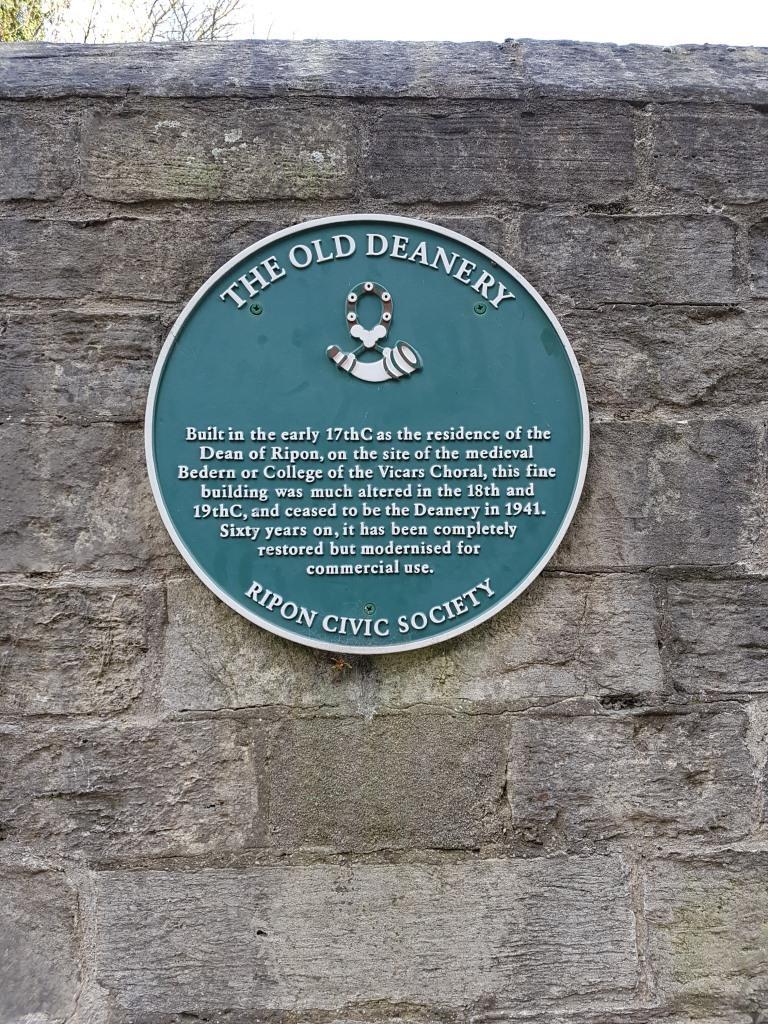 THE OLD DEANERY
Built in the early 17thC as the residence of the
Dean of Ripon, on the site of the medieval
Bedern or College of the Vicars Choral, this fine
building was much altered in the 18th and
19thC, and ceased to be the Deanery in 1941.
Sixty years on, it has been completely
restored but modernised for
commercial use.
RIPON CIVIC SOCIETY